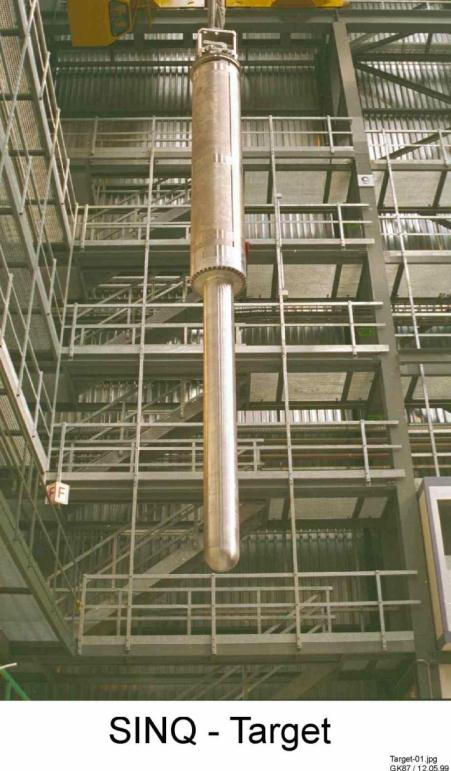 FF
SINQ - Target
Target-01.jpg
GK87 / 12.05.99